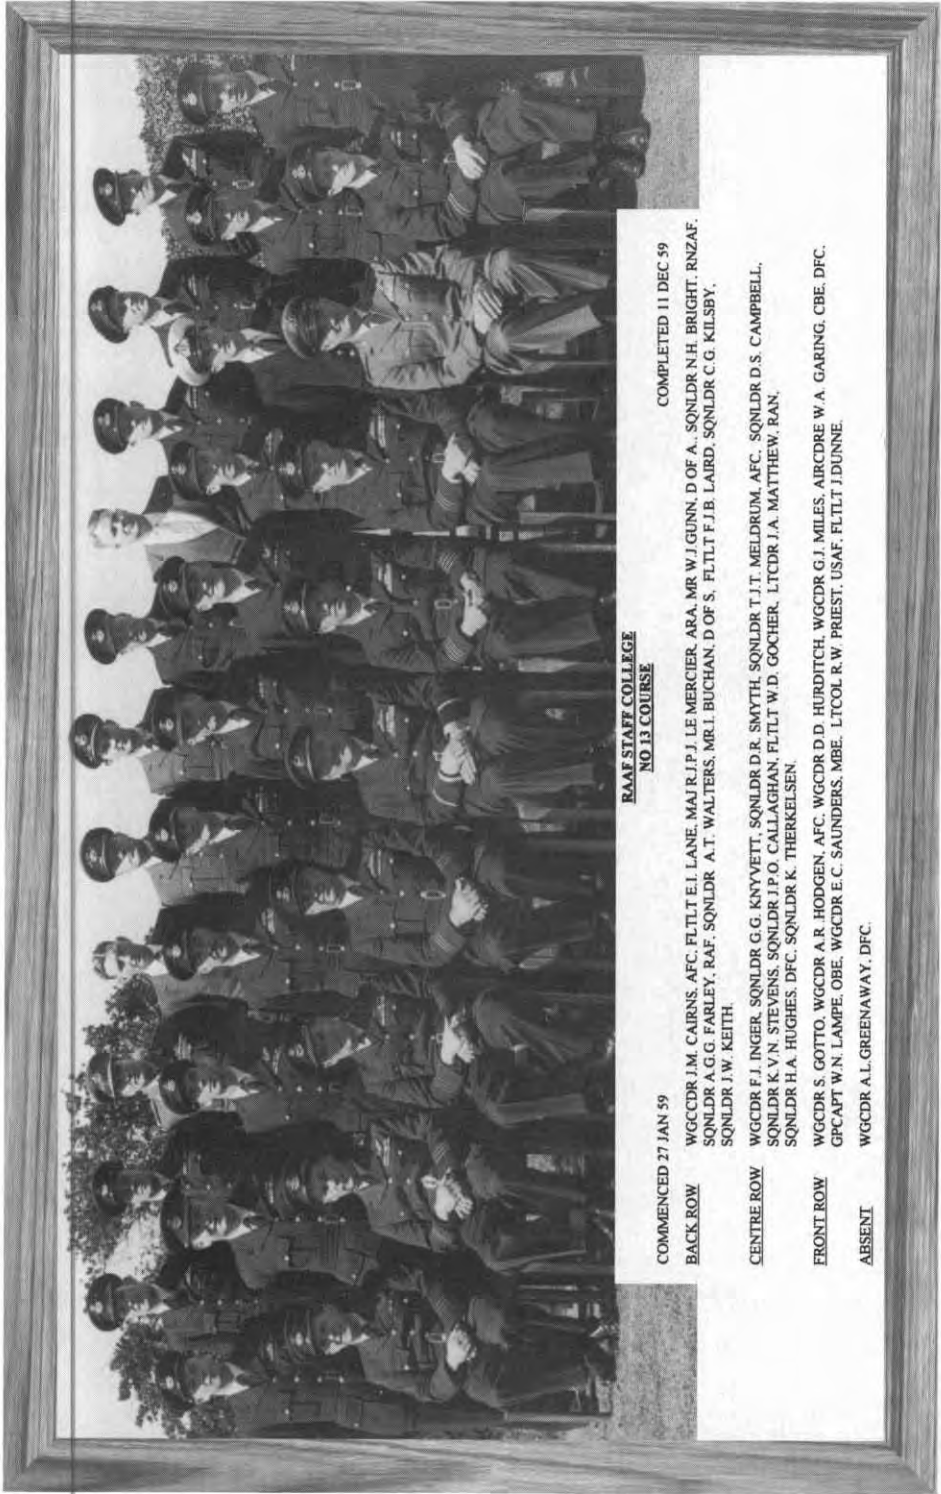 RAAF STAFF COLLEGE
NO 13 COURSE
COMMENCED 27 JAN 59 COMPLETED 11 DEC 59
BACK ROW WGCCDR J.M. CAIRNS, AFC, FLTLT E.I. LANE, MAJ R.J.P.J. LE MERCIER, ARA, MR W.J.GUNN, D OF A., SQNLDR N.H. BRIGHT, RNZAF,
SQNLDR A.G.G. FARLEY, RAF, SQNLDR A.T. WALTERS, MR.I. BUCHAN, D OF S, FLTLT F.J.B. LAIRD, SQNLDR C.G. KILSBY,
SQNLDR J.W. KEITH.
CENTRE ROW WGCDR F.J. INGER, SQNLDR G.G. KNYVETT, SQNLDR D.R. SMYTH, SQNLDR T.J.T. MELDRUM, AFC, SQNLDR D.S. CAMPBELL,
SQNLDR K.V.N. STEVENS, SQNLDR J.P.O. CALLAGHAN, FLTLT W.D. GOCHER, LTCDR J.A. MATTHEW, RAN,
SQNLDR H.A. HUGHES, DFC, SQNLDR K. THERKELSEN.
FRONT ROW WGCDR S. GOTTO, WGCDR A.R. HODGEN, AFC, WGCDR D.D. HURDITCH, WGCDR G.J. MILES, AIRCDRE W.A. GARING, CBE, DFC,
GPCAPT W.N. LAMPE, OBE, WGCDR E.C. SAUNDERS, MBE, LTCOL R.W. PRIEST, USAF, FLTLT J.DUNNE.
ABSENT WGCDR A.L.GREENAWAY, DFC.